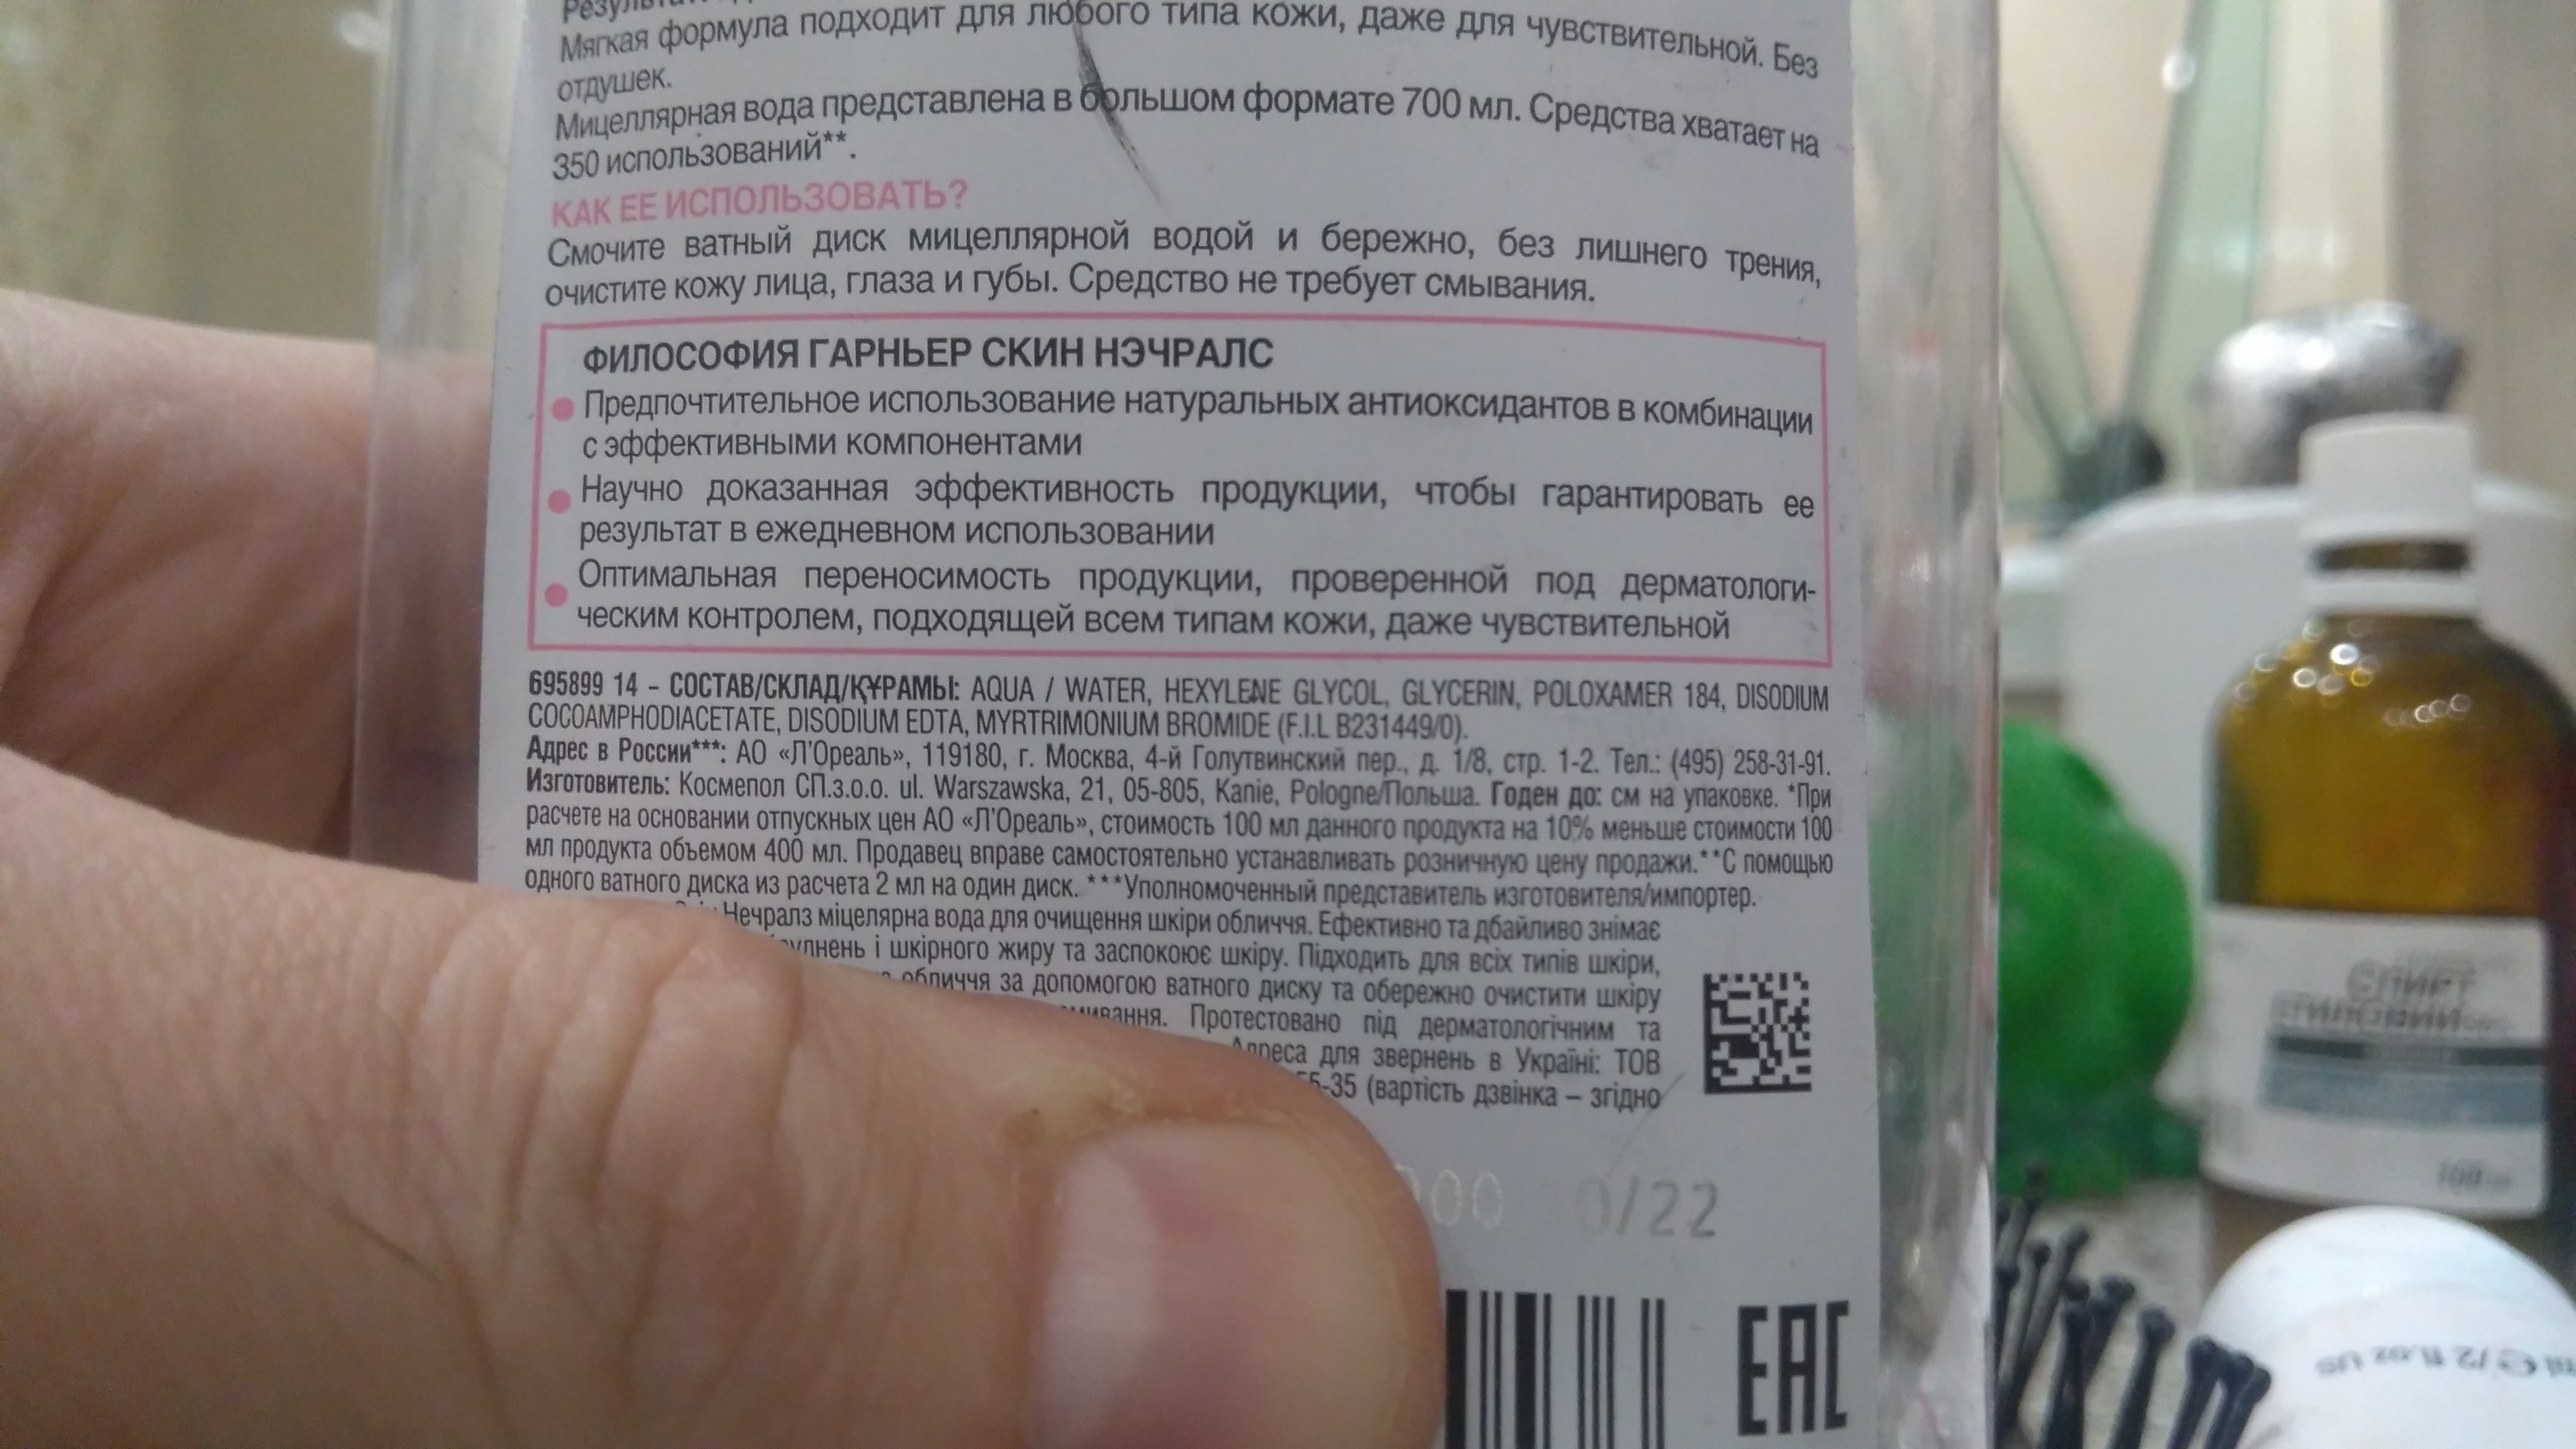 Мягкая формула подходит для любого типа кожи, даже для чувствительной. Без
отдушек.
Мицеллярная вода представлена в большом формате 700 мл. Средства хватает на
350 использований**.
КАК ЕЕ ИСПОЛЬЗОВАТЬ?
Смочите ватный диск мицеллярной водой и бережно, без лишнего трения,
очистите кожу лица, глаза и губы. Средство не требует смывания.
ФИЛОСОФИЯ ГАРНЬЕР СКИН НЭЧРАЛС
Предпочтительное использование натуральных антиоксидантов в комбинации
с эффективными компонентами
Научно доказанная эффективность продукции, чтобы гарантировать ее
результат в ежедневном использовании
Оптимальная переносимость продукции, проверенной под дерматологи-
ческим контролем, подходящей всем типам кожи, даже чувствительной
695899 14 – СОСТАВ/СКЛАД/ҚҰРАМЫ: AQUA / WATER, HEXYLENE GLYCOL, GLYCERIN, POLOXAMER 184, DISODIUM
COCOAMPHODIACETATE, DISODIUM EDTA, MYRTRIMONIUM BROMIDE (F.I.L B231449/0).
Адрес в России***: АО «Л'Ореаль», 119180, г. Москва, 4-й Голутвинский пер., д. 1/8, стр. 1-2. Тел.: (495) 258-31-91.
Изготовитель: Космепол СП.з.о.о. ul. Warszawska, 21, 05-805, Kanie, Pologne/Польша. Годен до: см на упаковке. *При
расчете на основании отпускных цен АО «Л'Ореаль», стоимость 100 мл данного продукта на 10% меньше стоимости 100
мл продукта объемом 400 мл. Продавец вправе самостоятельно устанавливать розничную цену продажи.**С помощью
одного ватного диска из расчета 2 мл на один диск. ***Уполномоченный представитель изготовителя/импортер.
Нечралз міцелярна вода для очищення шкіри обличчя. Ефективно та дбайливо знімає
і шкірного жиру та заспокоює шкіру. Підходить для всіх типів шкіри,
обличчя за допомогою ватного диску та обережно очистити шкіру
Протестовано під дерматологічним та
Адреса для звернень в Україні: ТОВ
-35 (вартість дзвінка – згідно
0/22
EAC
Спирт
100